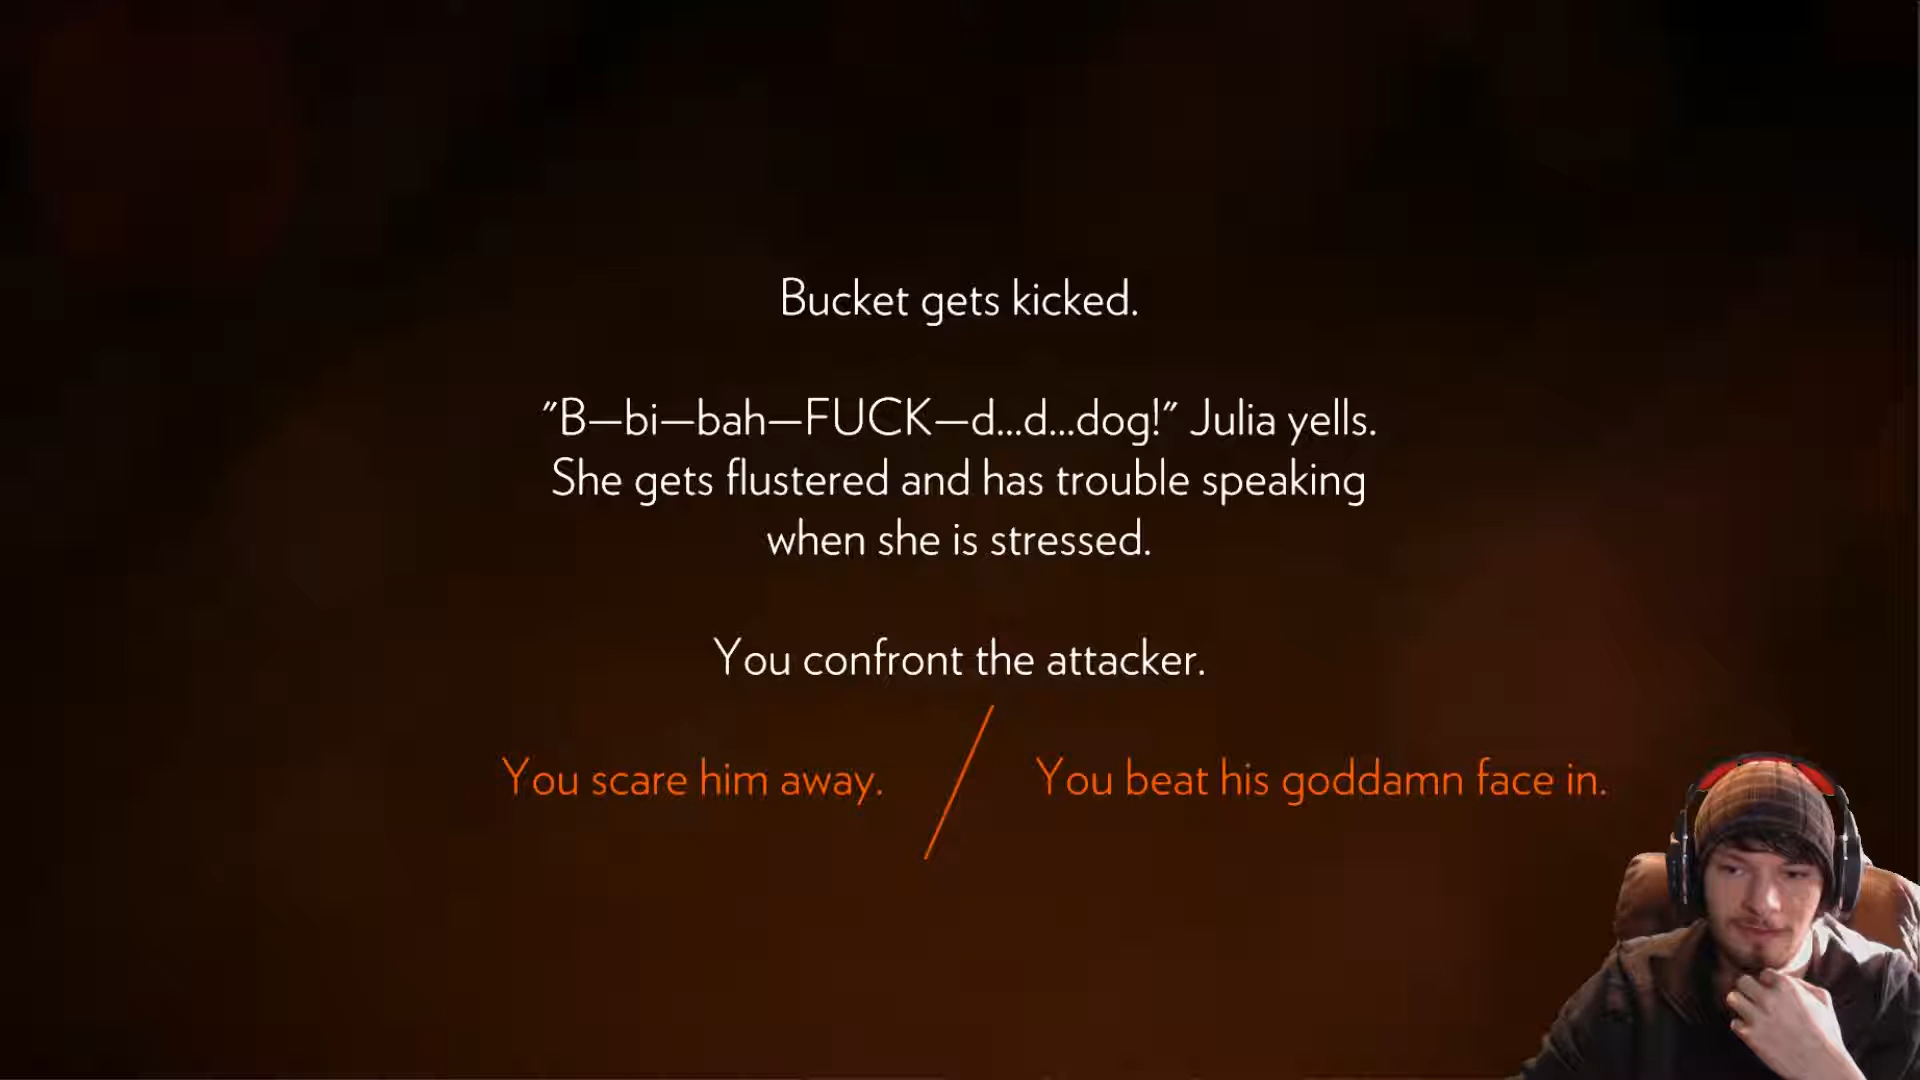 Bucket gets kicked.
"B—bi—bah—FUCK—d...d...dog!" Julia yells.
She gets flustered and has trouble speaking
when she is stressed.
You confront the attacker.
You scare him away. / You beat his goddamn face in.